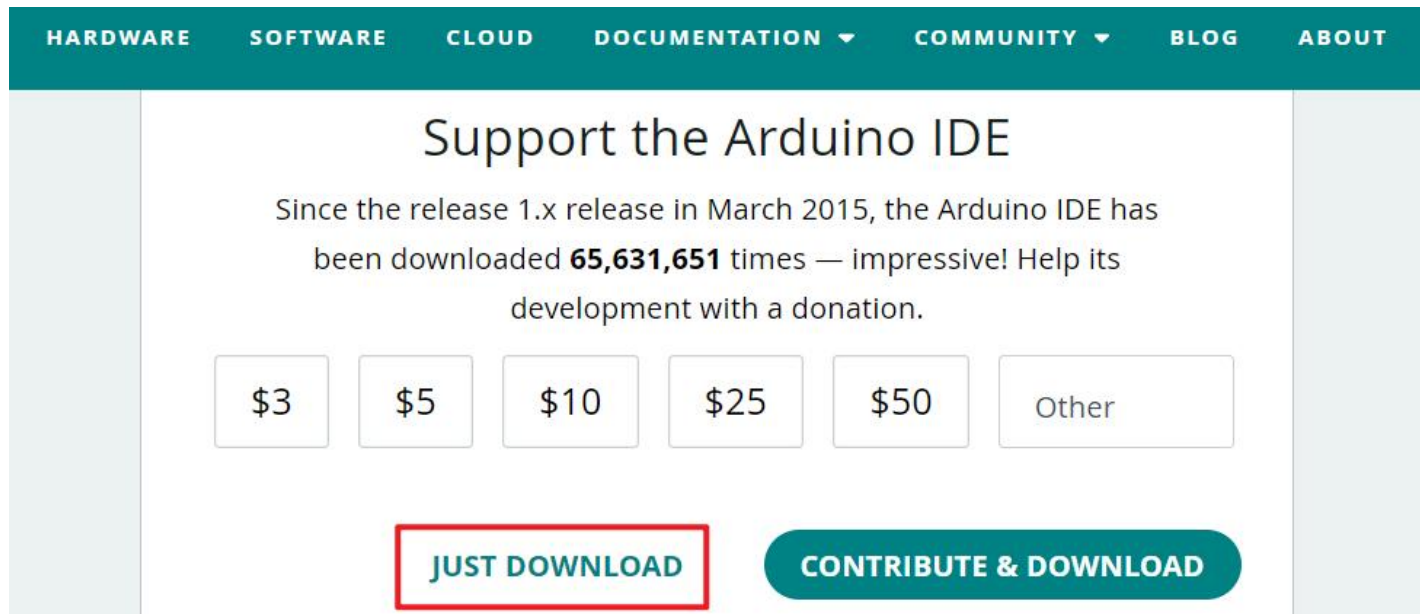 HARDWARE SOFTWARE CLOUD DOCUMENTATION COMMUNITY BLOG ABOUT
Support the Arduino IDE
Since the release 1.x release in March 2015, the Arduino IDE has
been downloaded 65,631,651 times — impressive! Help its
development with a donation.
$3 $5 $10 $25 $50 Other
JUST DOWNLOAD CONTRIBUTE & DOWNLOAD